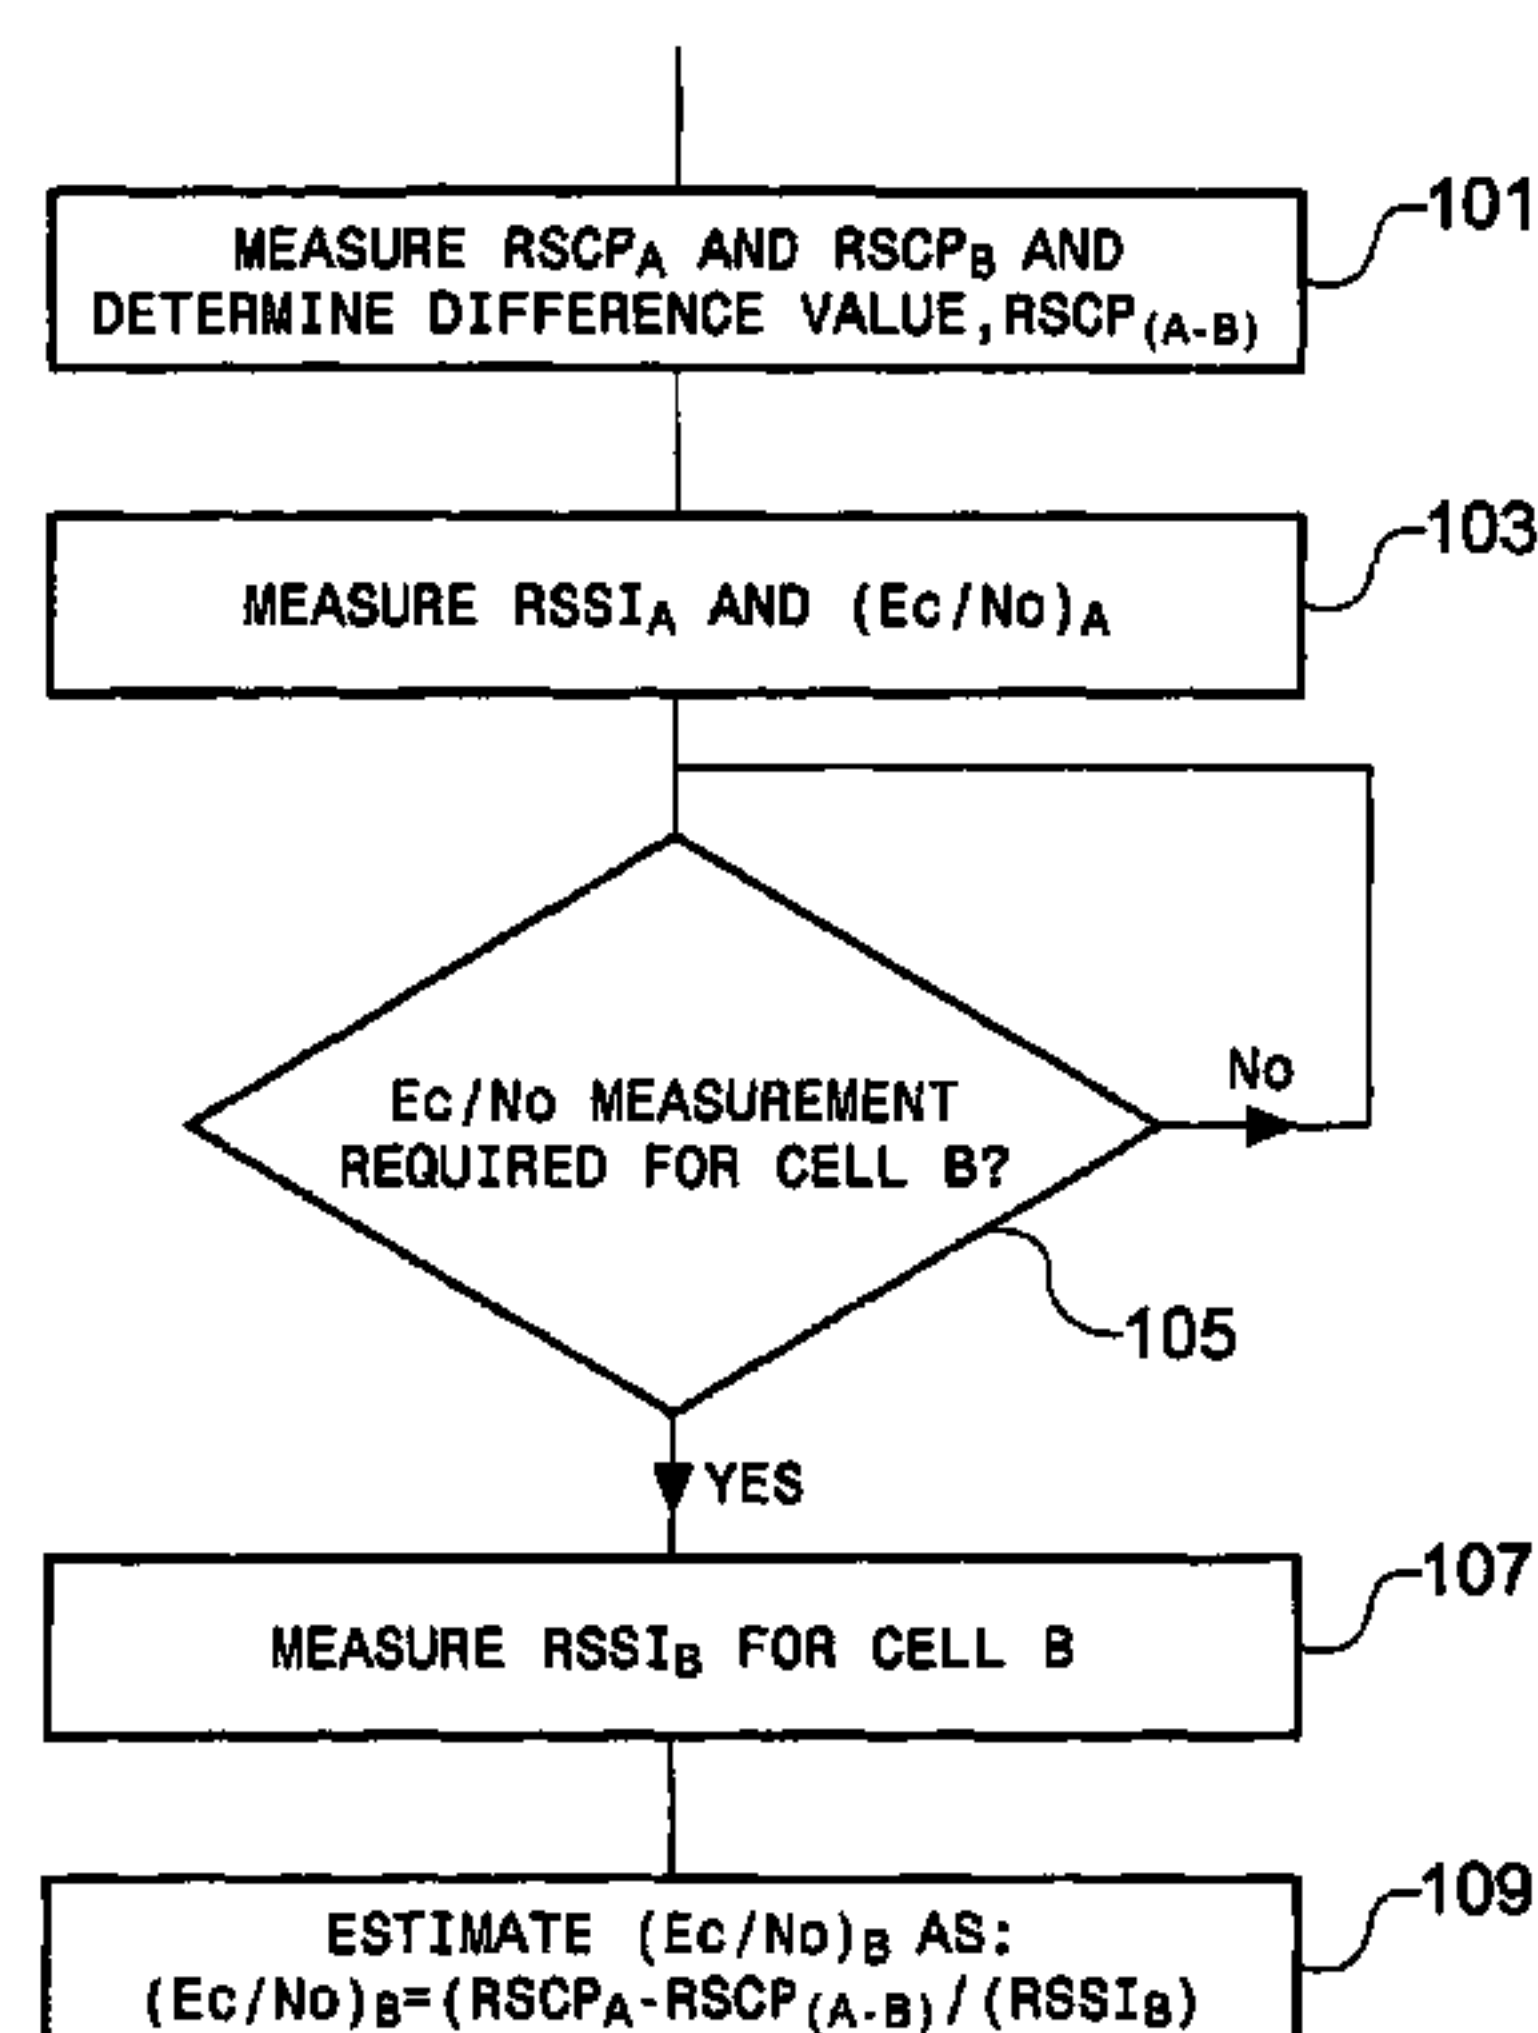 MEASURE RSCPA AND RSCPB AND
DETERMINE DIFFERENCE VALUE, RSCP(A-B)
101
MEASURE RSSIA AND (Ec/No)A
103
Ec/No MEASUREMENT
REQUIRED FOR CELL B?
No
105
YES
MEASURE RSSIB FOR CELL B
107
ESTIMATE (Ec/No)B AS:
(Ec/No)B=(RSCPA-RSCP(A-B)/(RSSIB)
109